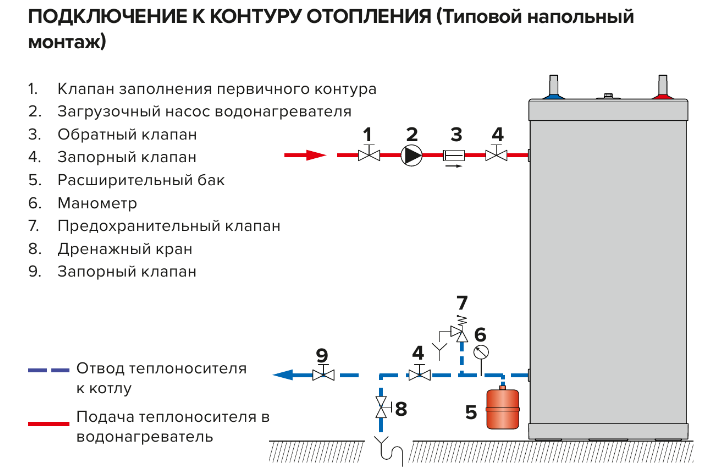 ПОДКЛЮЧЕНИЕ К КОНТУРУ ОТОПЛЕНИЯ (Типовой напольный
монтаж)
1. Клапан заполнения первичного контура
2. Загрузочный насос водонагревателя
3. Обратный клапан
4. Запорный клапан
5. Расширительный бак
6. Манометр
7. Предохранительный клапан
8. Дренажный кран
9. Запорный клапан
1 2 3 4
7
6
9 4
8 5
Отвод теплоносителя
к котлу
Подача теплоносителя в
водонагреватель